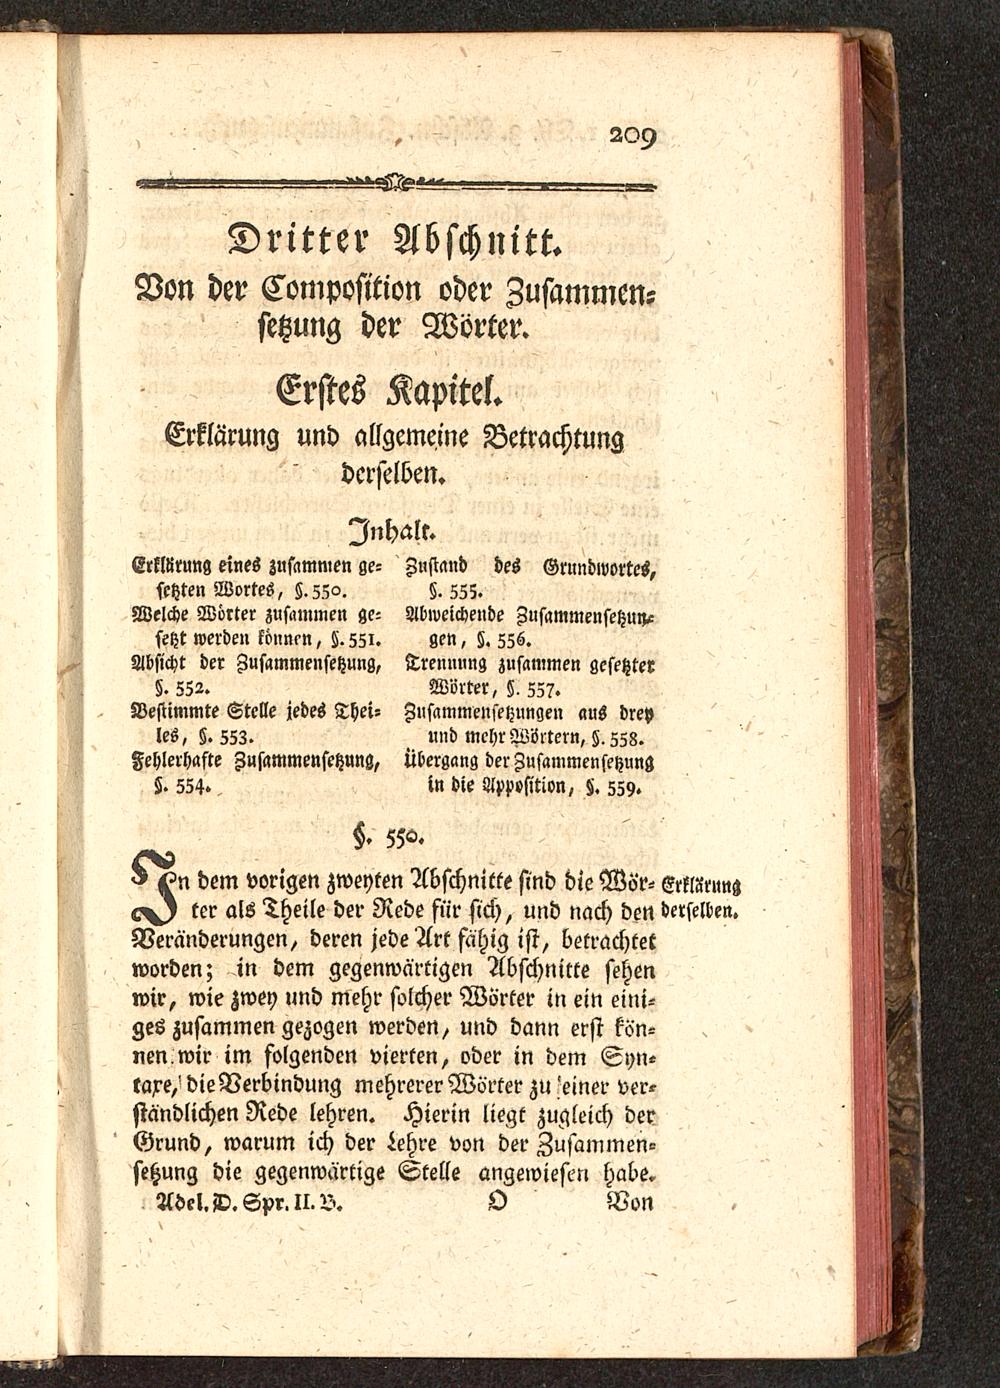 209
Dritter Abschnitt.
Von der Composition oder Zusammen-
setzung der Wörter.
Erstes Kapitel.
Erklärung und allgemeine Betrachtung
derselben.
Inhalt.
Erklärung eines zusammen ge-
setzten Wortes, §. 550.
Welche Wörter zusammen ge-
setzt werden können, §. 551.
Absicht der Zusammensetzung,
§. 552.
Bestimmte Stelle jedes Thei-
les, §. 553.
Fehlerhafte Zusammensetzung,
§. 554.
Zustand des Grundwortes,
§. 555.
Abweichende Zusammensetzun-
gen, §. 556.
Trennung zusammen gesetzter
Wörter, §. 557.
Zusammensetzungen aus drey
und mehr Wörtern, §. 558.
Übergang der Zusammensetzung
in die Apposition, §. 559.
§. 550.
In dem vorigen zweyten Abschnitte sind die Wör-
ter als Theile der Rede für sich, und nach den
Veränderungen, deren jede Art fähig ist, betrachtet
worden; in dem gegenwärtigen Abschnitte sehen
wir, wie zwey und mehr solcher Wörter in ein eini-
ges zusammen gezogen werden, und dann erst kön-
nen wir im folgenden vierten, oder in dem Syn-
taxe, die Verbindung mehrerer Wörter zu einer ver-
ständlichen Rede lehren. Hierin liegt zugleich der
Grund, warum ich der Lehre von der Zusammen-
setzung die gegenwärtige Stelle angewiesen habe.
Erklärung
derselben.
Adel. D. Spr. II. B. O Von